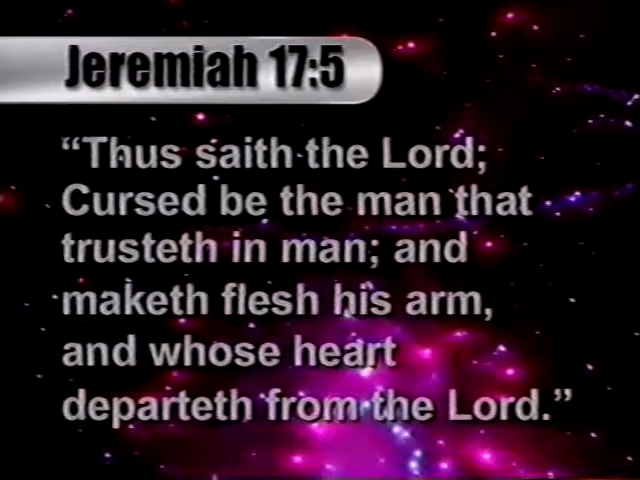 Jeremiah 17:5
“Thus saith the Lord;
Cursed be the man that
trusteth in man; and
maketh flesh his arm,
and whose heart
departeth from the Lord.”